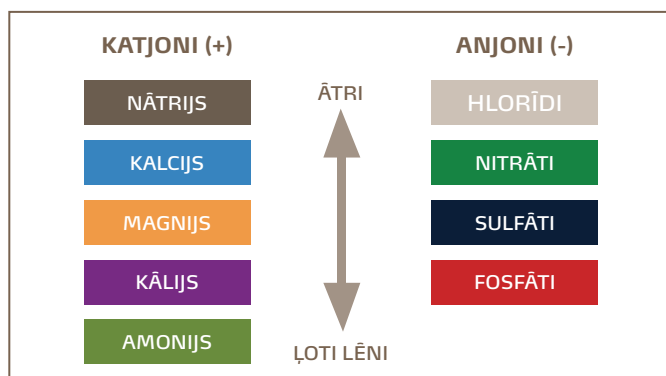 KATJONI (+)
NĀTRIJS
KALCIJS
MAGNIJS
KĀLIJS
AMONIJS
ĀTRI
ĻOTI LĒNI
ANJONI (-)
HLORĪDI
NITRĀTI
SULFĀTI
FOSFĀTI